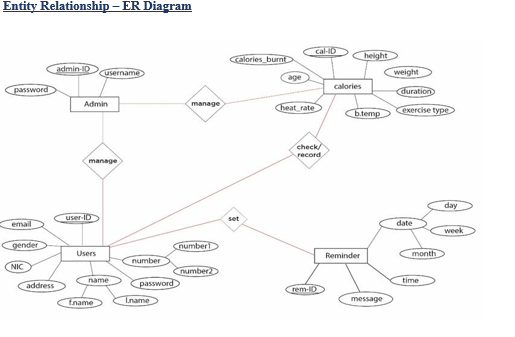 Entity Relationship – ER Diagram
cal-ID
height
calories_burnt
admin-ID
username
age
weight
calories
password
duration
Admin
manage
heat_rate
b.temp
exercise type
check/
record
manage
day
user-ID
set
date
email
week
gender
Users
number1
number
month
Reminder
NIC
number2
name
password
time
address
rem-ID
f.name
l.name
message